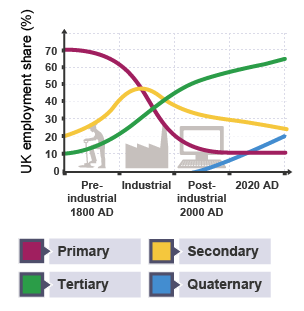 UK employment share (%)
80
70
60
50
40
30
20
10
0
Pre-
industrial
1800 AD
Industrial
Post-
industrial
2000 AD
2020 AD
Primary
Secondary
Tertiary
Quaternary